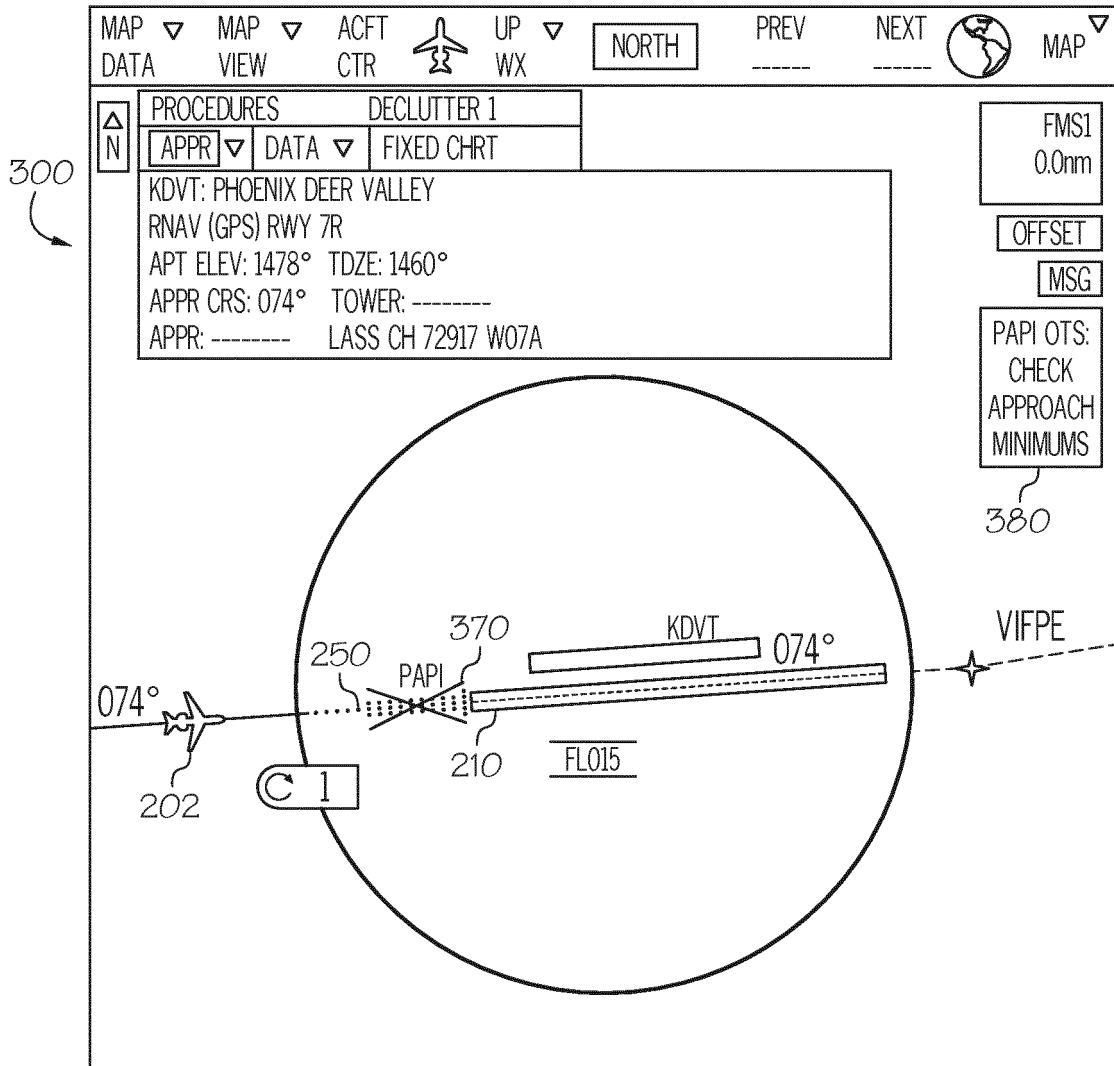 MAP MAP ACFT UP NORTH PREV NEXT MAP
DATA VIEW CTR WX ------ ------
N
PROCEDURES DECLUTTER 1
APPR DATA FIXED CHRT
KDVT: PHOENIX DEER VALLEY
RNAV (GPS) RWY 7R
APT ELEV: 1478° TDZE: 1460°
APPR CRS: 074° TOWER: --------
APPR: -------- LASS CH 72917 W07A
300
FMS1
0.0nm
OFFSET
MSG
PAPI OTS:
CHECK
APPROACH
MINIMUMS
380
370
KDVT
VIFPE
250
PAPI
074°
074°
210
FL015
202
1